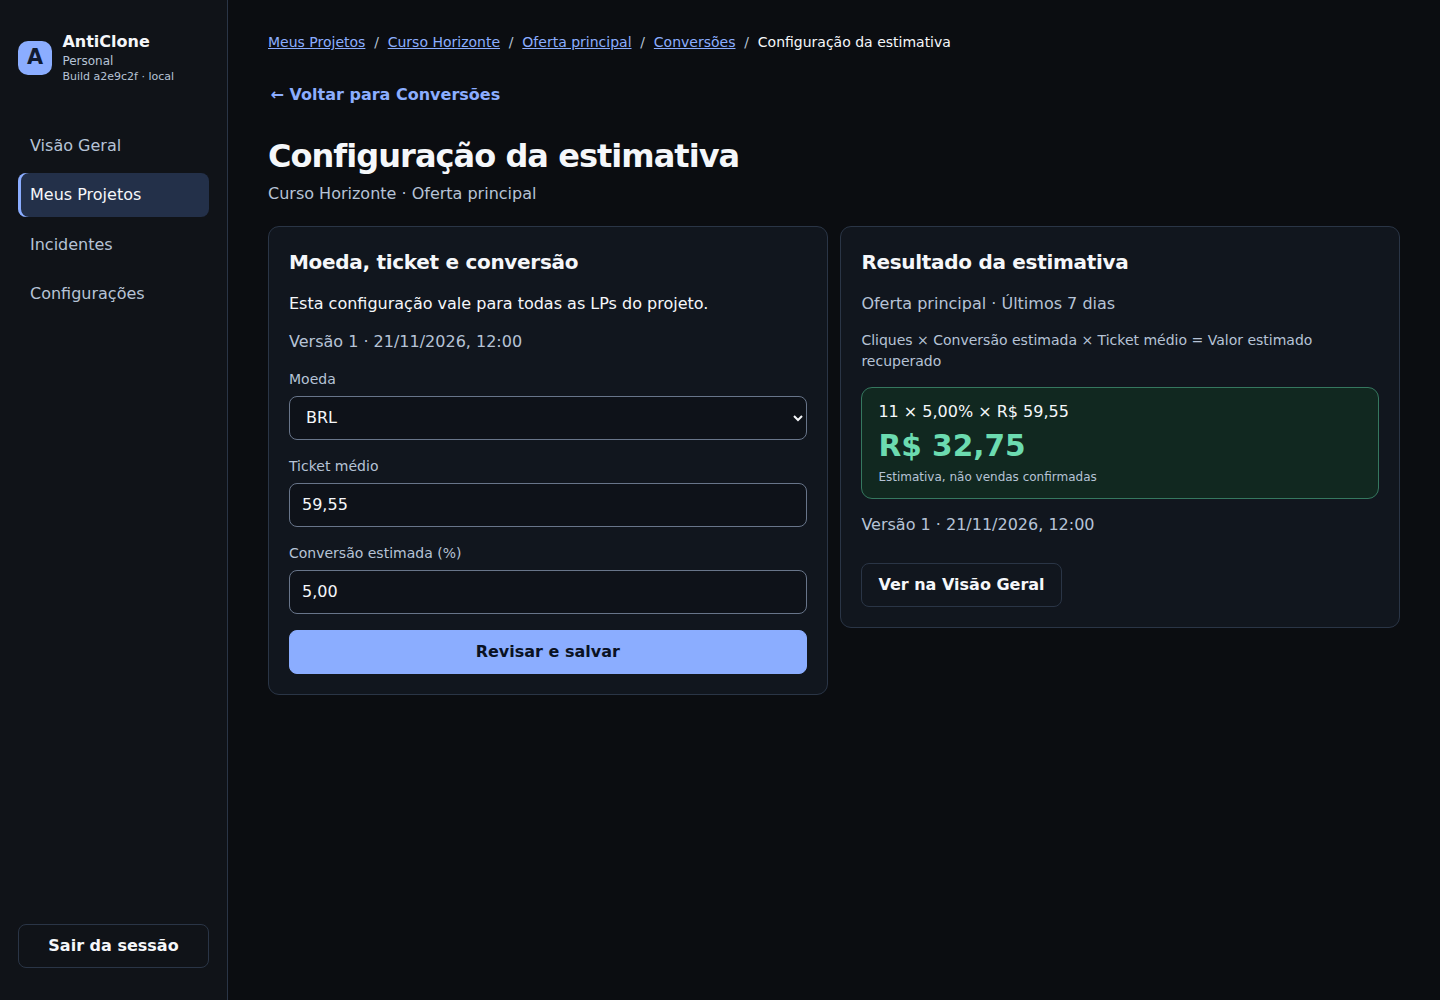 A
AntiClone
Personal
Build a2e9c2f · local
Visão Geral
Meus Projetos
Incidentes
Configurações
Sair da sessão
Meus Projetos / Curso Horizonte / Oferta principal / Conversões / Configuração da estimativa
← Voltar para Conversões
Configuração da estimativa
Curso Horizonte · Oferta principal
Moeda, ticket e conversão
Esta configuração vale para todas as LPs do projeto.
Versão 1 · 21/11/2026, 12:00
Moeda
BRL
Ticket médio
59,55
Conversão estimada (%)
5,00
Revisar e salvar
Resultado da estimativa
Oferta principal · Últimos 7 dias
Cliques × Conversão estimada × Ticket médio = Valor estimado
recuperado
11 × 5,00% × R$ 59,55
R$ 32,75
Estimativa, não vendas confirmadas
Versão 1 · 21/11/2026, 12:00
Ver na Visão Geral